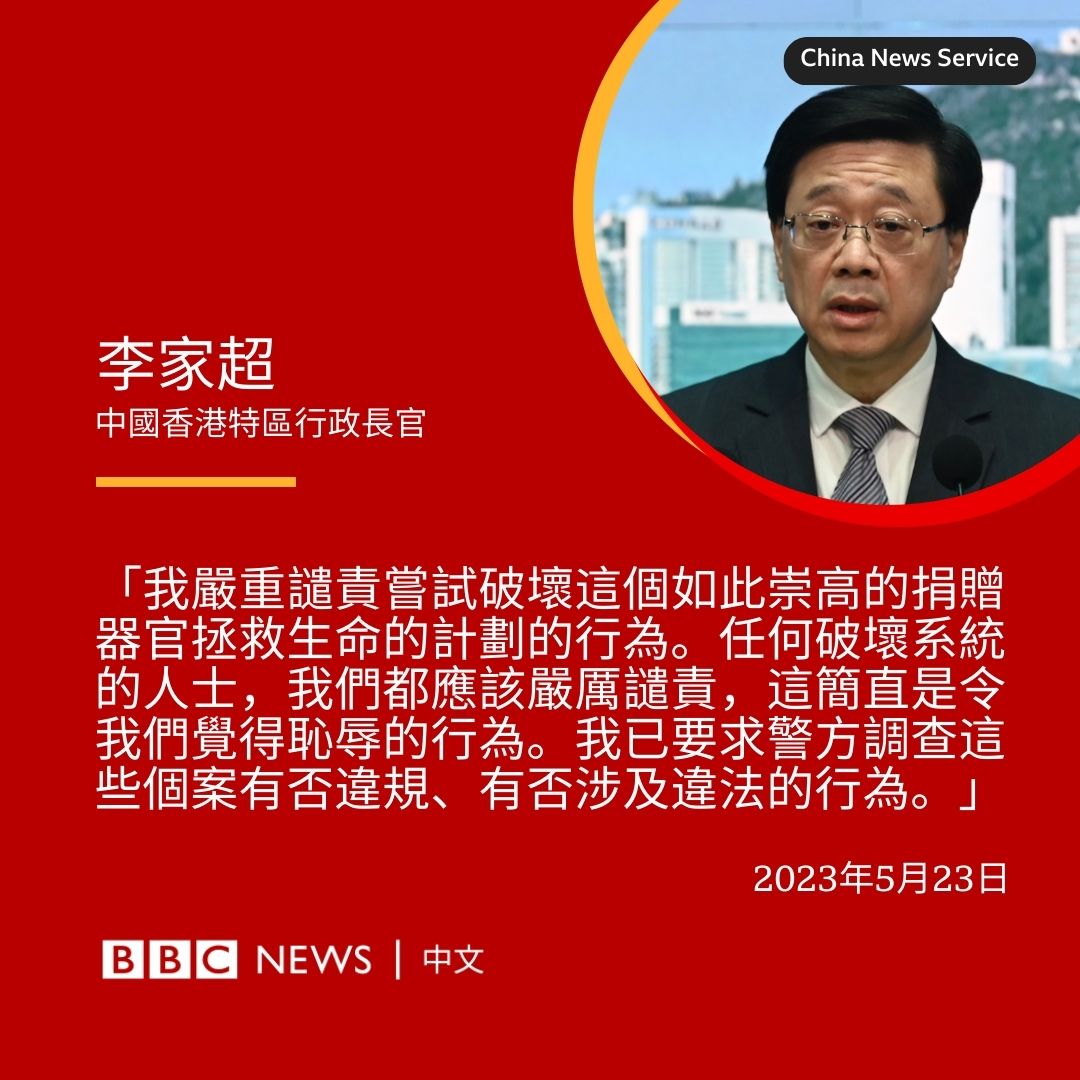 China News Service
李家超
中國香港特區行政長官
「我嚴重譴責嘗試破壞這個如此崇高的捐贈
器官拯救生命的計劃的行為。任何破壞系統
的人士，我們都應該嚴厲譴責，這簡直是令
我們覺得恥辱的行為。我已要求警方調查這
些個案有否違規、有否涉及違法的行為。」
2023年5月23日
BBC NEWS | 中文